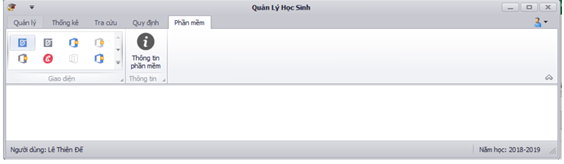 Quản Lý Học Sinh
Quản lý Thống kê Tra cứu Quy định Phần mềm
Thông tin
phần mềm
Giao diện Thông tin
Người dùng: Lê Thiên Đế Năm học: 2018-2019